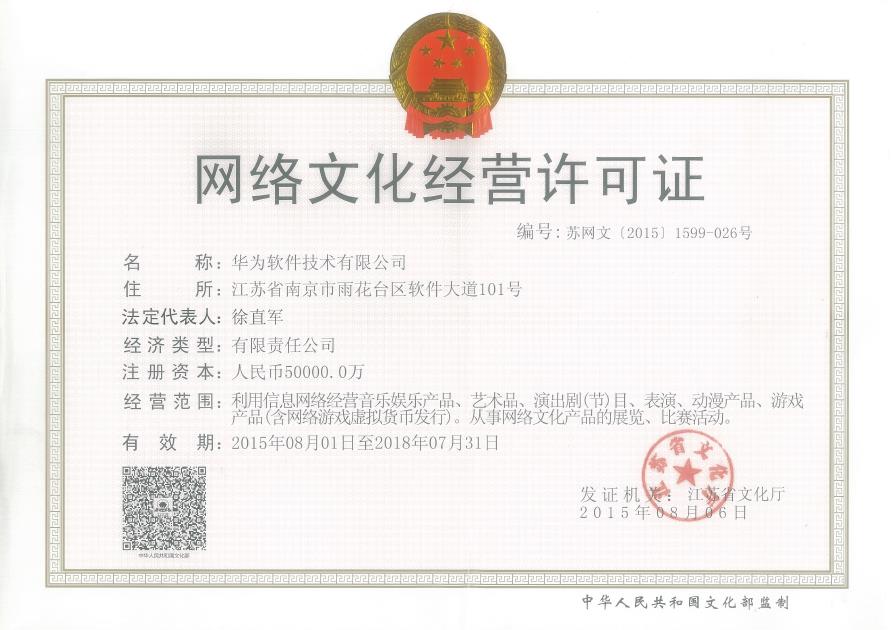 网络文化经营许可证
编号：苏网文〔2015〕1599-026号
名 称：华为软件技术有限公司
住 所：江苏省南京市雨花台区软件大道101号
法定代表人：徐直军
经济类型：有限责任公司
注册资本：人民币50000.0万
经营范围：利用信息网络经营音乐娱乐产品、艺术品、演出剧(节)目、表演、动漫产品、游戏
产品(含网络游戏虚拟货币发行)。从事网络文化产品的展览、比赛活动。
有 效 期：2015年08月01日至2018年07月31日
江苏省文化厅
发证机关：江苏省文化厅
2015年08月06日
中华人民共和国文化部
中华人民共和国文化部监制